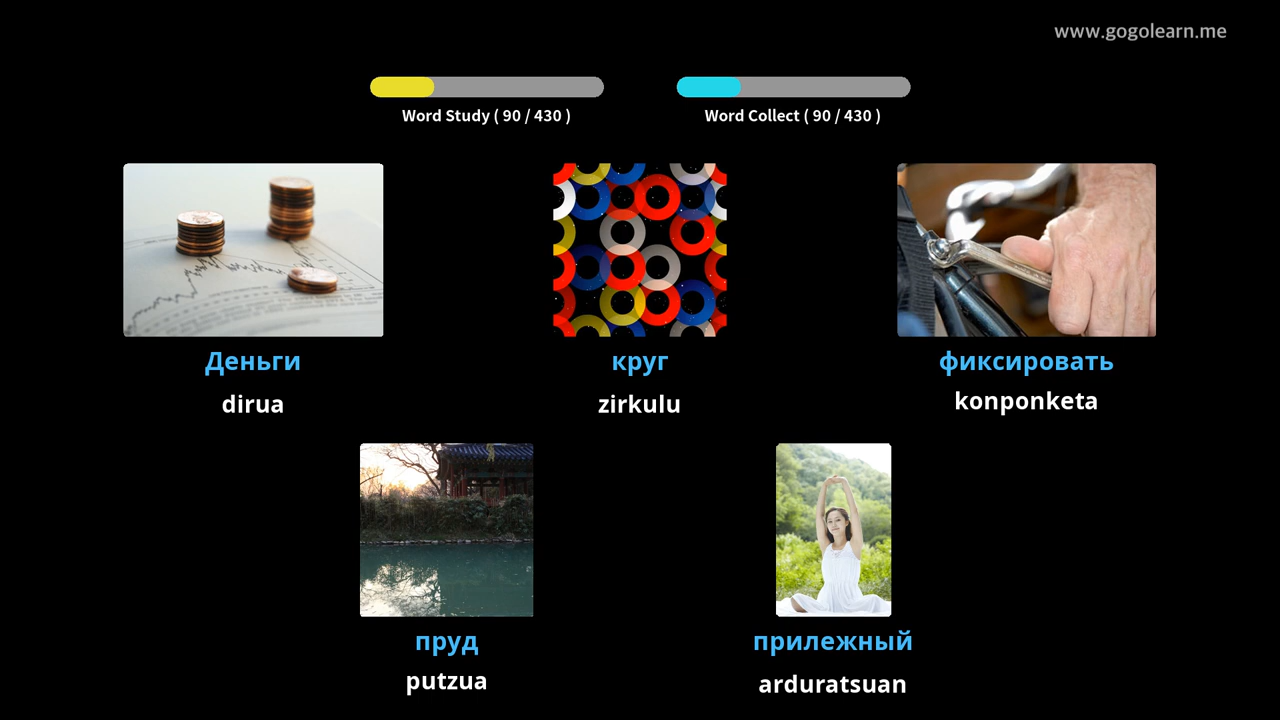 www.gogolearn.me
Word Study ( 90 / 430 )
Word Collect ( 90 / 430 )
Деньги
круг
фиксировать
dirua
zirkulu
konponketa
пруд
прилежный
putzua
arduratsuan